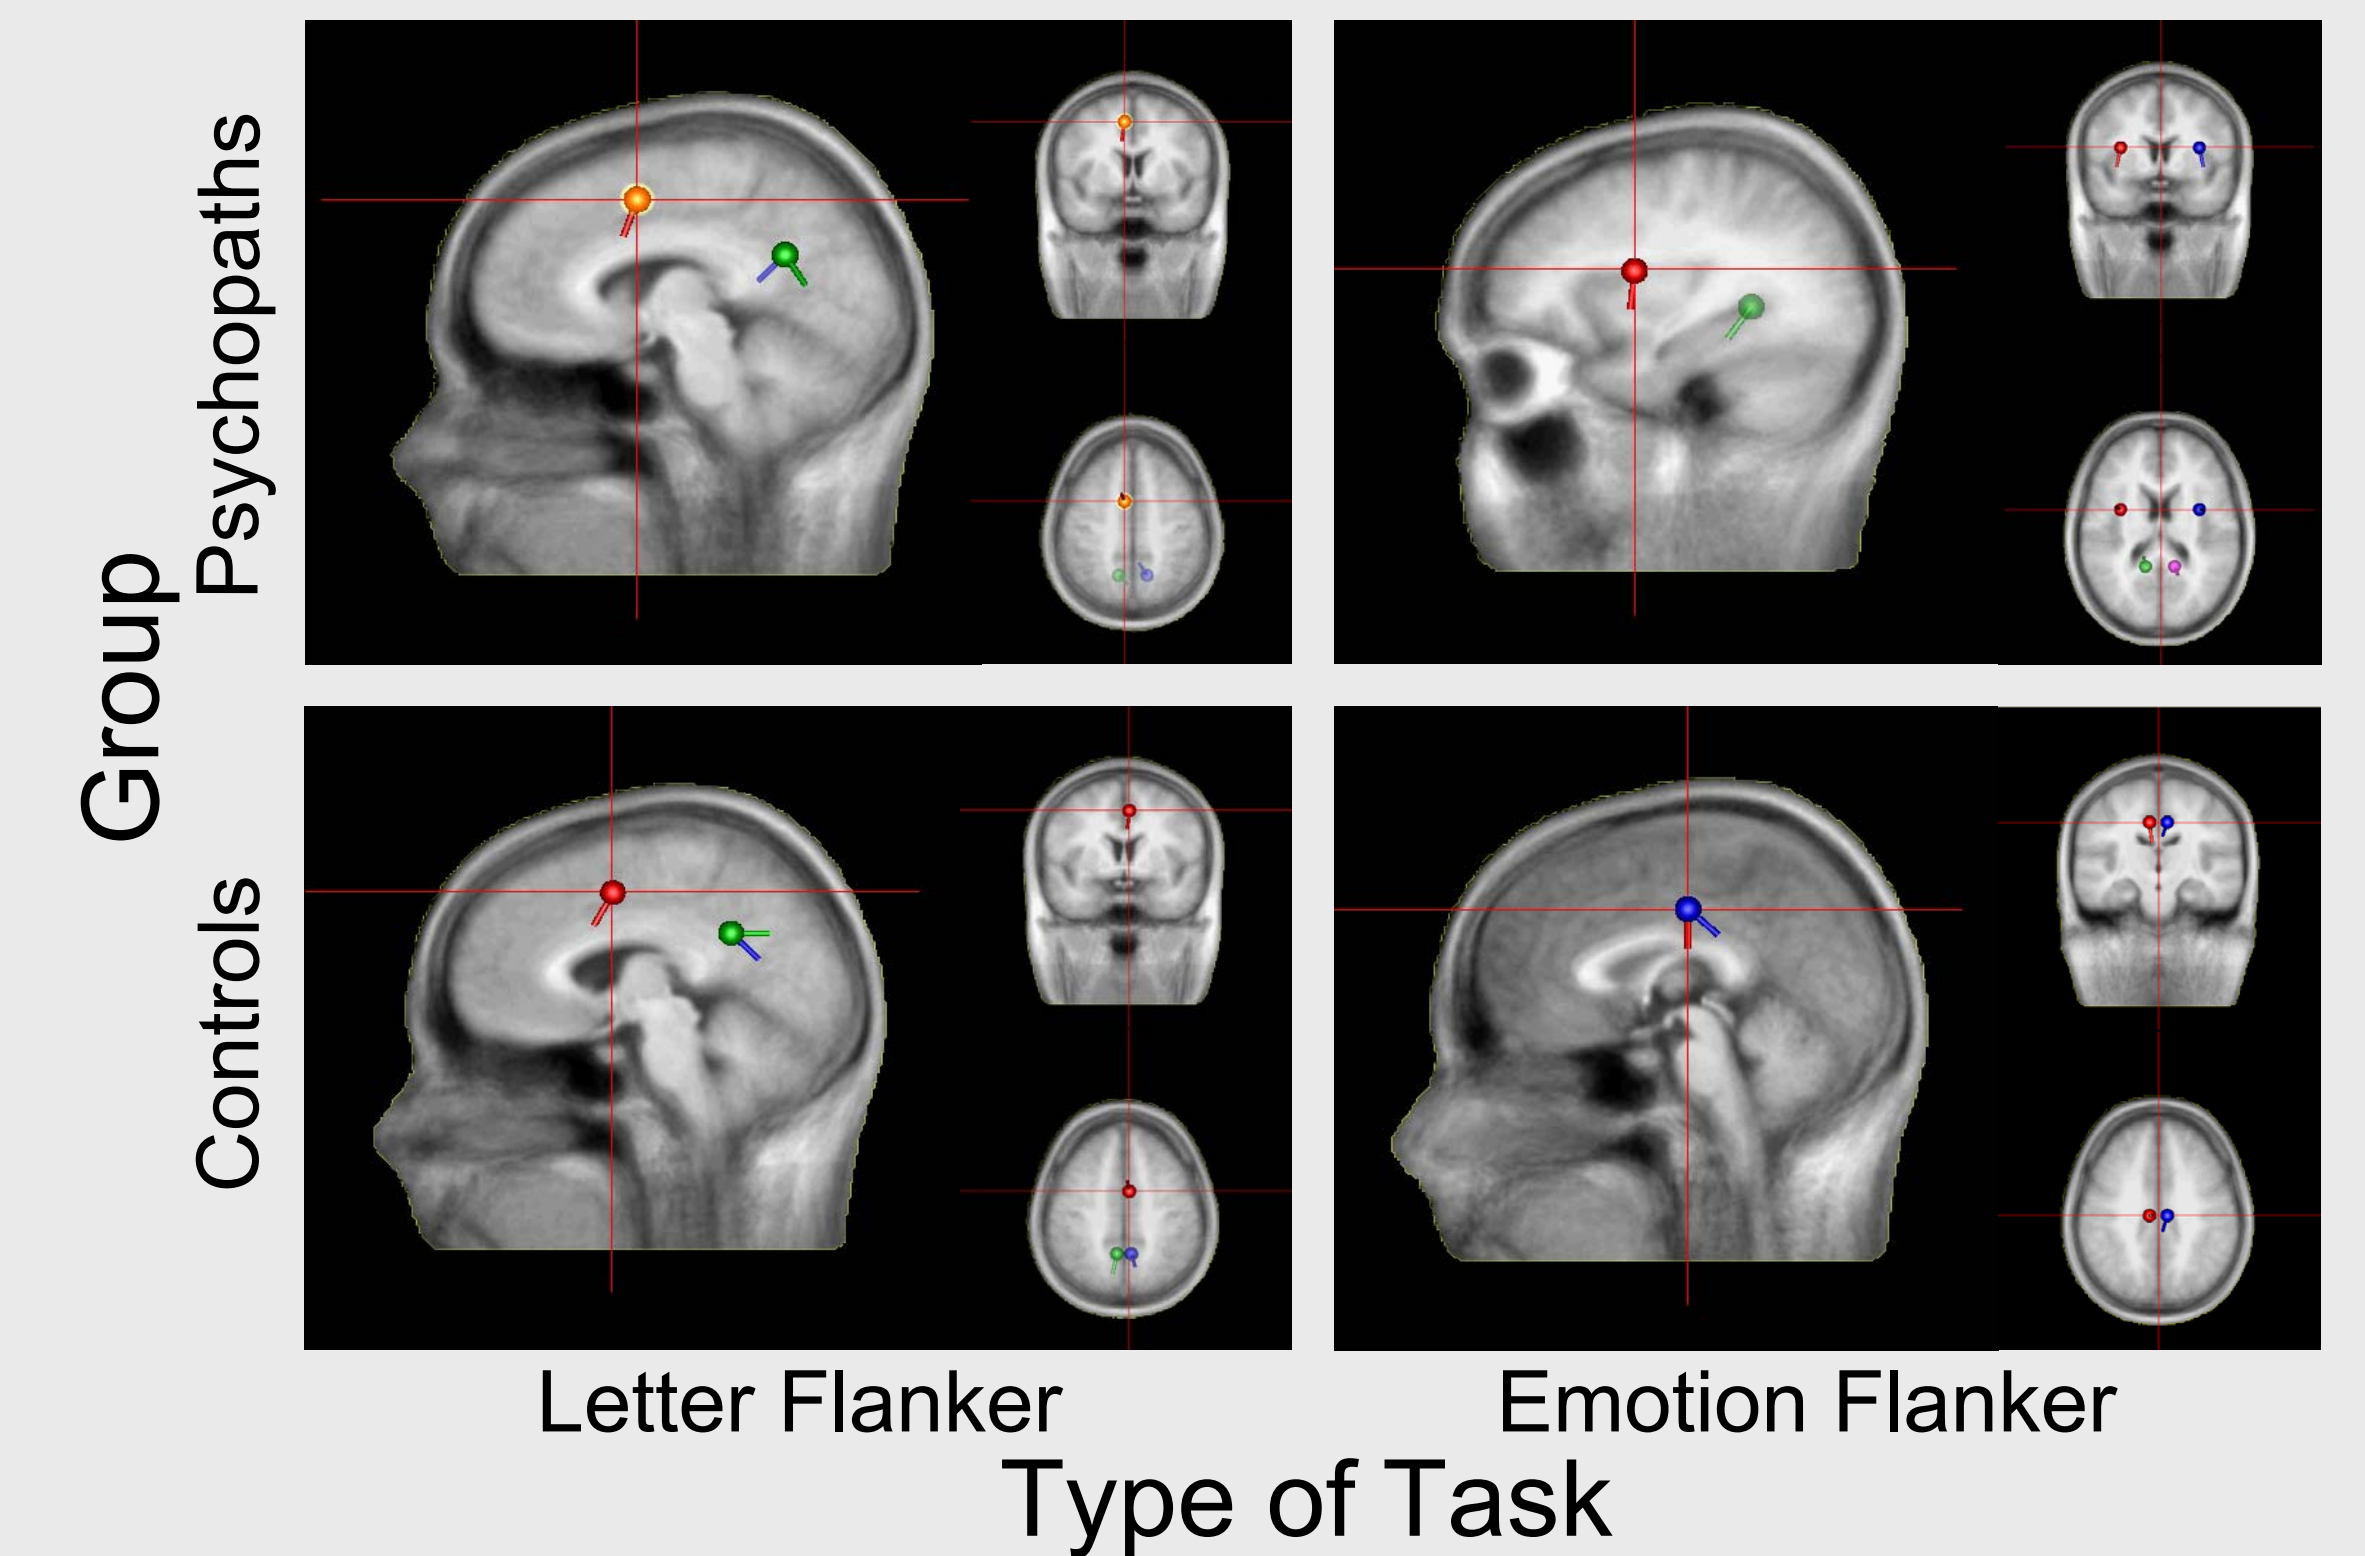 Group
Psychopaths
Controls
Letter Flanker
Emotion Flanker
Type of Task